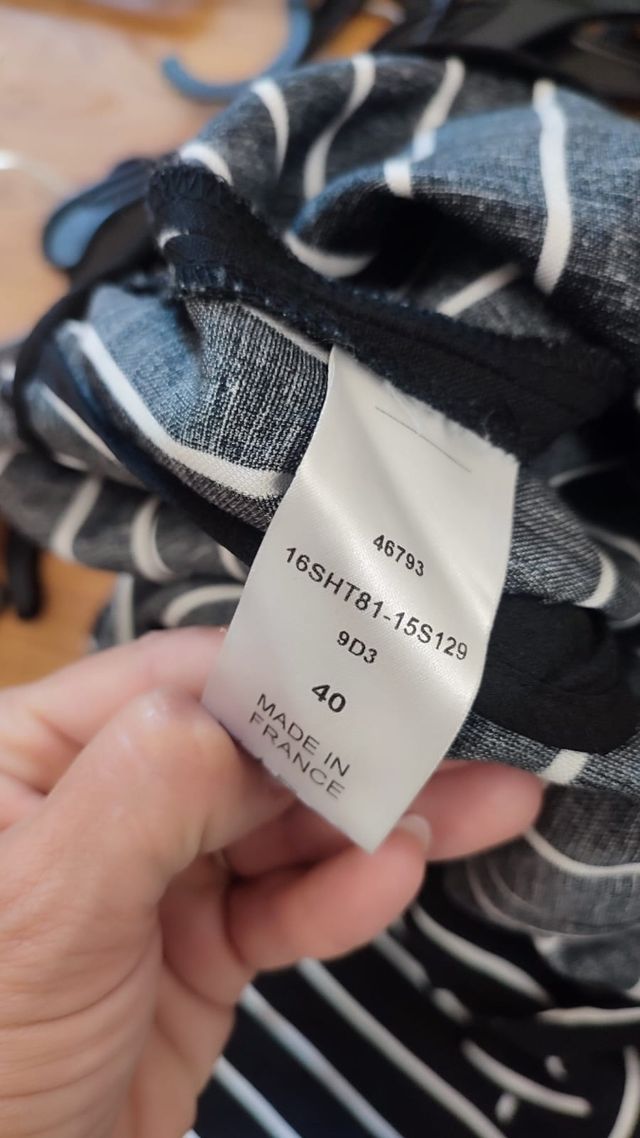 46793
16SHT81-15S129
9D3
40
MADE IN
FRANCE